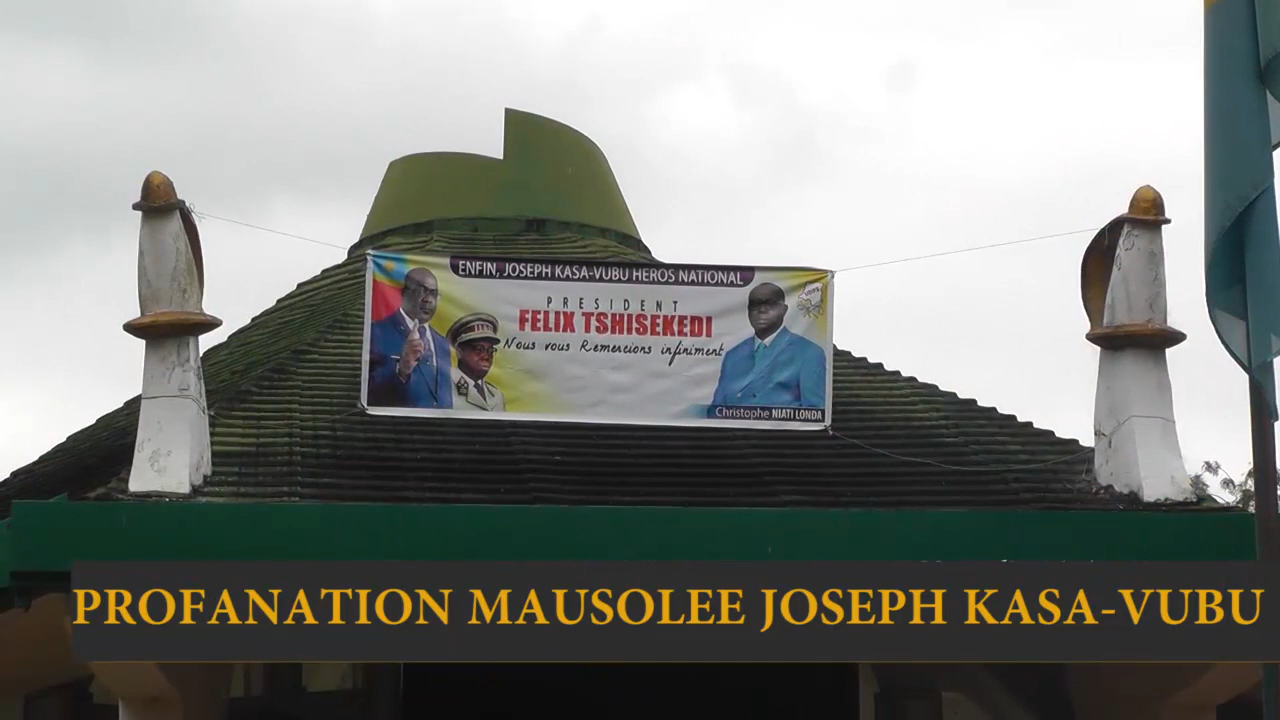 ENFIN, JOSEPH KASA-VUBU HEROS NATIONAL
PRESIDENT
FELIX TSHISEKEDI
Nous vous Remercions infiniment
Christophe NIATI LONDA
PROFANATION MAUSOLEE JOSEPH KASA-VUBU